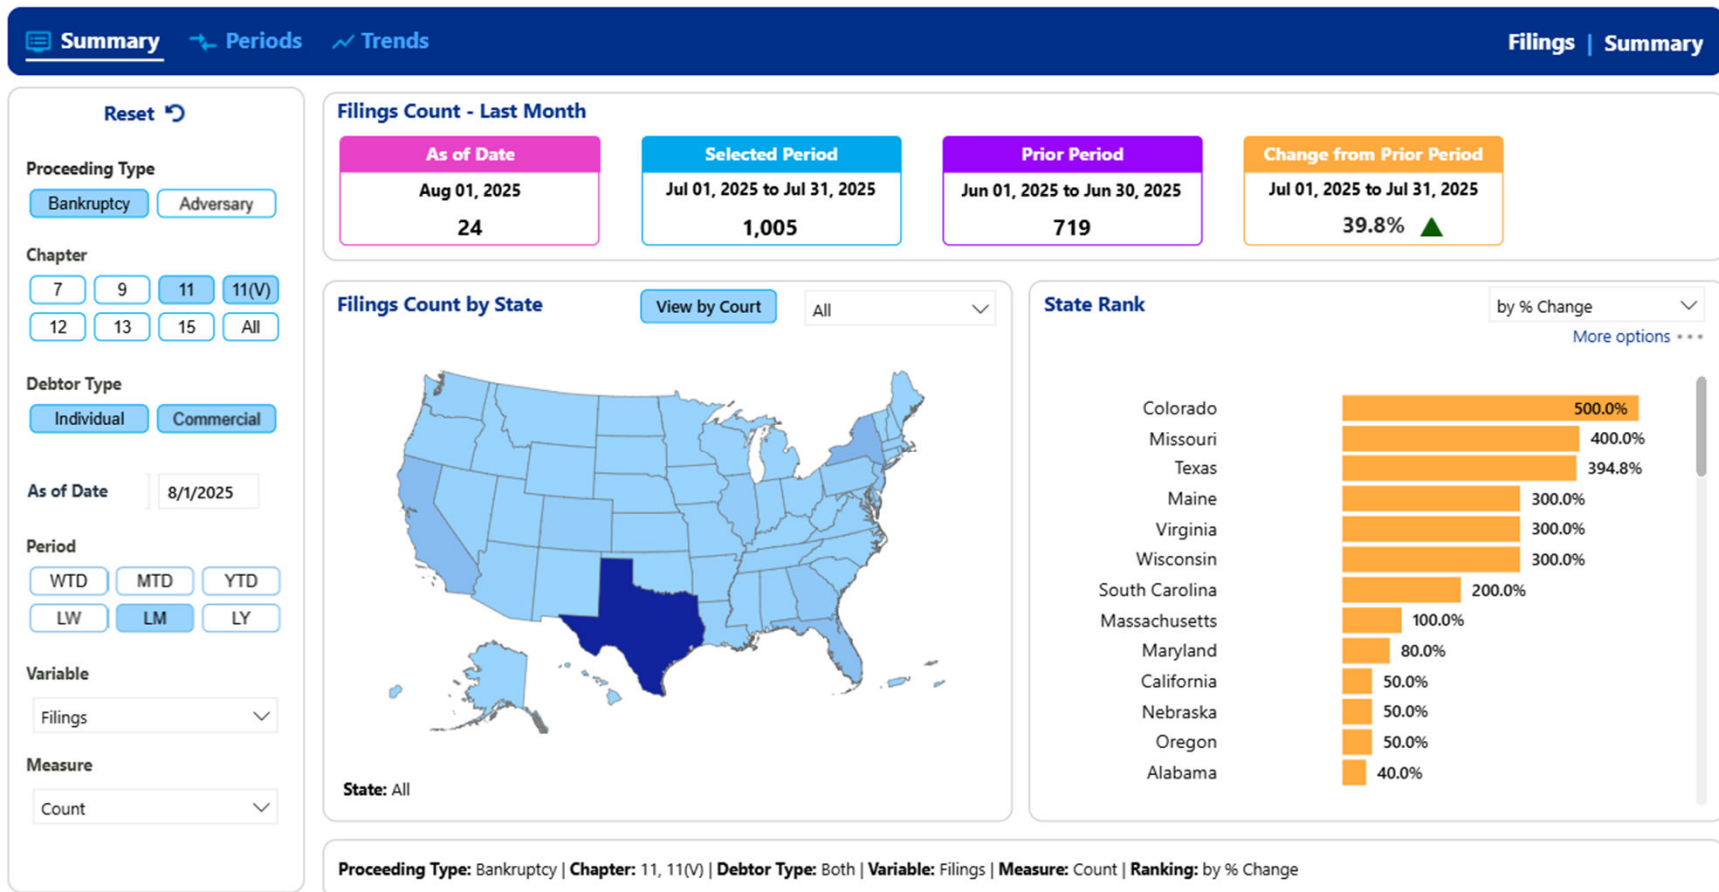 Summary Periods Trends Filings | Summary
Reset
Proceeding Type
Bankruptcy Adversary
Chapter
7 9 11 11(V)
12 13 15 All
Debtor Type
Individual Commercial
As of Date 8/1/2025
Period
WTD MTD YTD
LW LM LY
Variable
Filings
Measure
Count
Filings Count - Last Month
As of Date
Aug 01, 2025
24
Selected Period
Jul 01, 2025 to Jul 31, 2025
1,005
Prior Period
Jun 01, 2025 to Jun 30, 2025
719
Change from Prior Period
Jul 01, 2025 to Jul 31, 2025
39.8%
Filings Count by State View by Court All
State: All
State Rank by % Change
More options
Colorado 500.0%
Missouri 400.0%
Texas 394.8%
Maine 300.0%
Virginia 300.0%
Wisconsin 300.0%
South Carolina 200.0%
Massachusetts 100.0%
Maryland 80.0%
California 50.0%
Nebraska 50.0%
Oregon 50.0%
Alabama 40.0%
Proceeding Type: Bankruptcy | Chapter: 11, 11(V) | Debtor Type: Both | Variable: Filings | Measure: Count | Ranking: by % Change